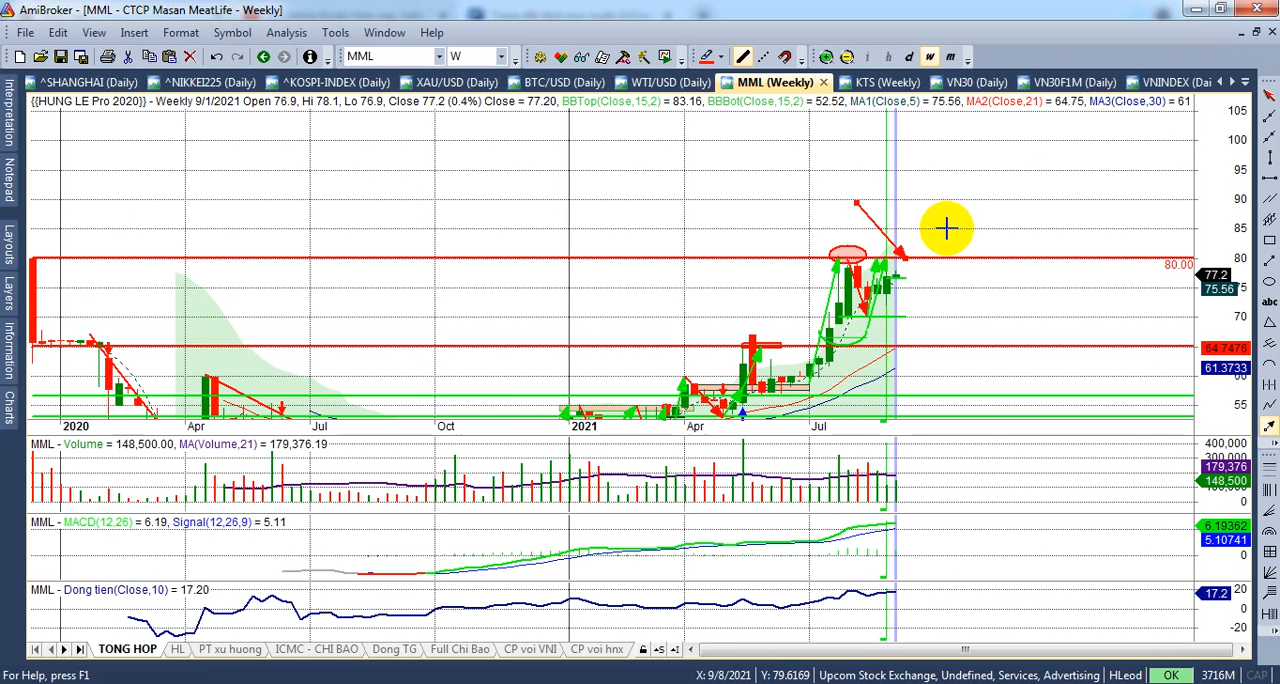 AmiBroker - [MML - CTCP Masan MeatLife - Weekly]
File Edit View Insert Format Symbol Analysis Tools Window Help
MML W
i h d w m
^SHANGHAI (Daily) ^NIKKEI225 (Daily) ^KOSPI-INDEX (Daily) XAU/USD (Daily) BTC/USD (Daily) WTI/USD (Daily) MML (Weekly) KTS (Weekly) VN30 (Daily) VN30F1M (Daily) VNINDEX (Dai
{{HUNG LE Pro 2020}} - Weekly 9/1/2021 Open 76.9, Hi 78.1, Lo 76.9, Close 77.2 (0.4%) Close = 77.20, BBTop(Close,15,2) = 83.16, BBBot(Close,15,2) = 52.52, MA1(Close,5) = 75.56, MA2(Close,21) = 64.75, MA3(Close,30) = 61
Interpretation
Notepad
Layouts
Layers
Information
Charts
abc
105
100
95
90
85
80
80.00
77.2
75.56
75
70
64.7476
61.3733
60
55
2020 Apr Jul Oct 2021 Apr Jul
MML - Volume = 148,500.00, MA(Volume,21) = 179,376.19
400,000
300,000
179,376
148,500
0
MML - MACD(12,26) = 6.19, Signal(12,26,9) = 5.11
6.19362
5.10741
0
MML - Dong tien(Close,10) = 17.20
20
17.2
0
-20
TONG HOP HL PT xu huong ICMC - CHI BAO Dong TG Full Chi Bao CP voi VNI CP voi hnx
For Help, press F1 X: 9/8/2021 Y: 79.6169 Upcom Stock Exchange, Undefined, Services, Advertising HLeod OK 3716M CAP